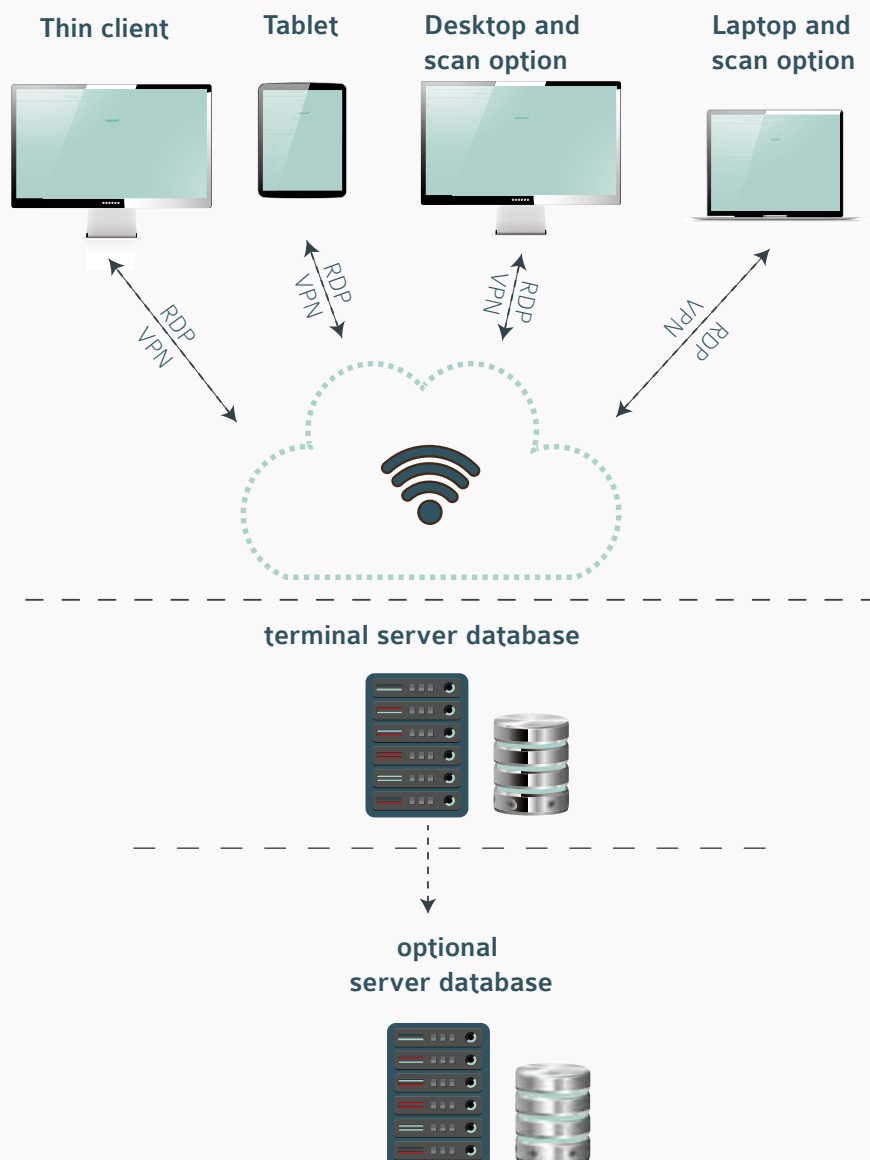 Thin client
Tablet
Desktop and
scan option
Laptop and
scan option
RDP
VPN
RDP
VPN
RDP
VPN
VPN
RDP
terminal server database
optional
server database